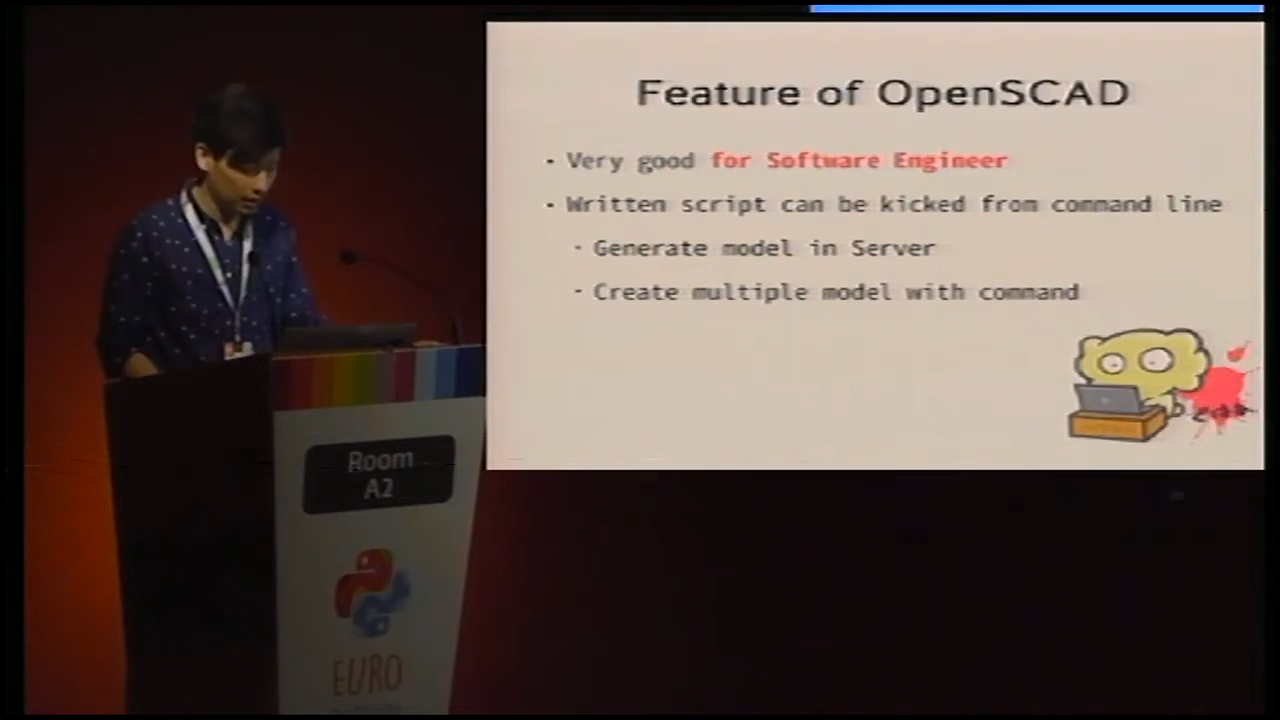 Feature of OpenSCAD
- Very good for Software Engineer
- Written script can be kicked from command line
- Generate model in Server
- Create multiple model with command
Room
A2
EURO